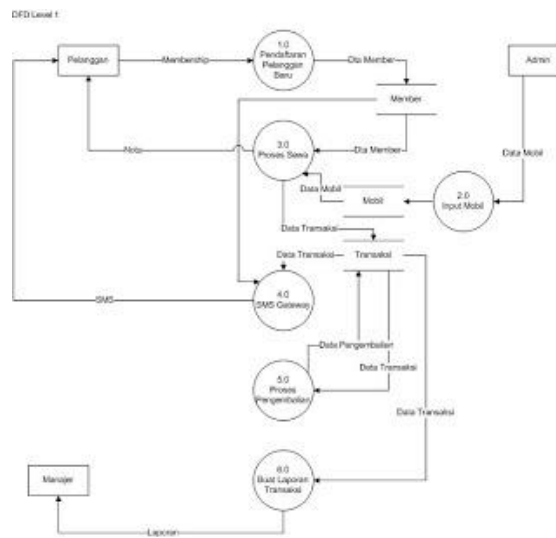 DFD Level 1
1.0
Pendaftaran
Pelanggan
Baru
Pelanggan
Membership
Dta Member
Admin
Member
3.0
Proses Sewa
Nota
Dta Member
Data Mobil
Data Mobil
Mobil
2.0
Input Mobil
Data Transaksi
Data Transaksi
Transaksi
4.0
SMS Gateway
SMS
Data Pengembalian
Data Transaksi
5.0
Proses
Pengembalian
Data Transaksi
6.0
Buat Laporan
Transaksi
Manajer
Laporan